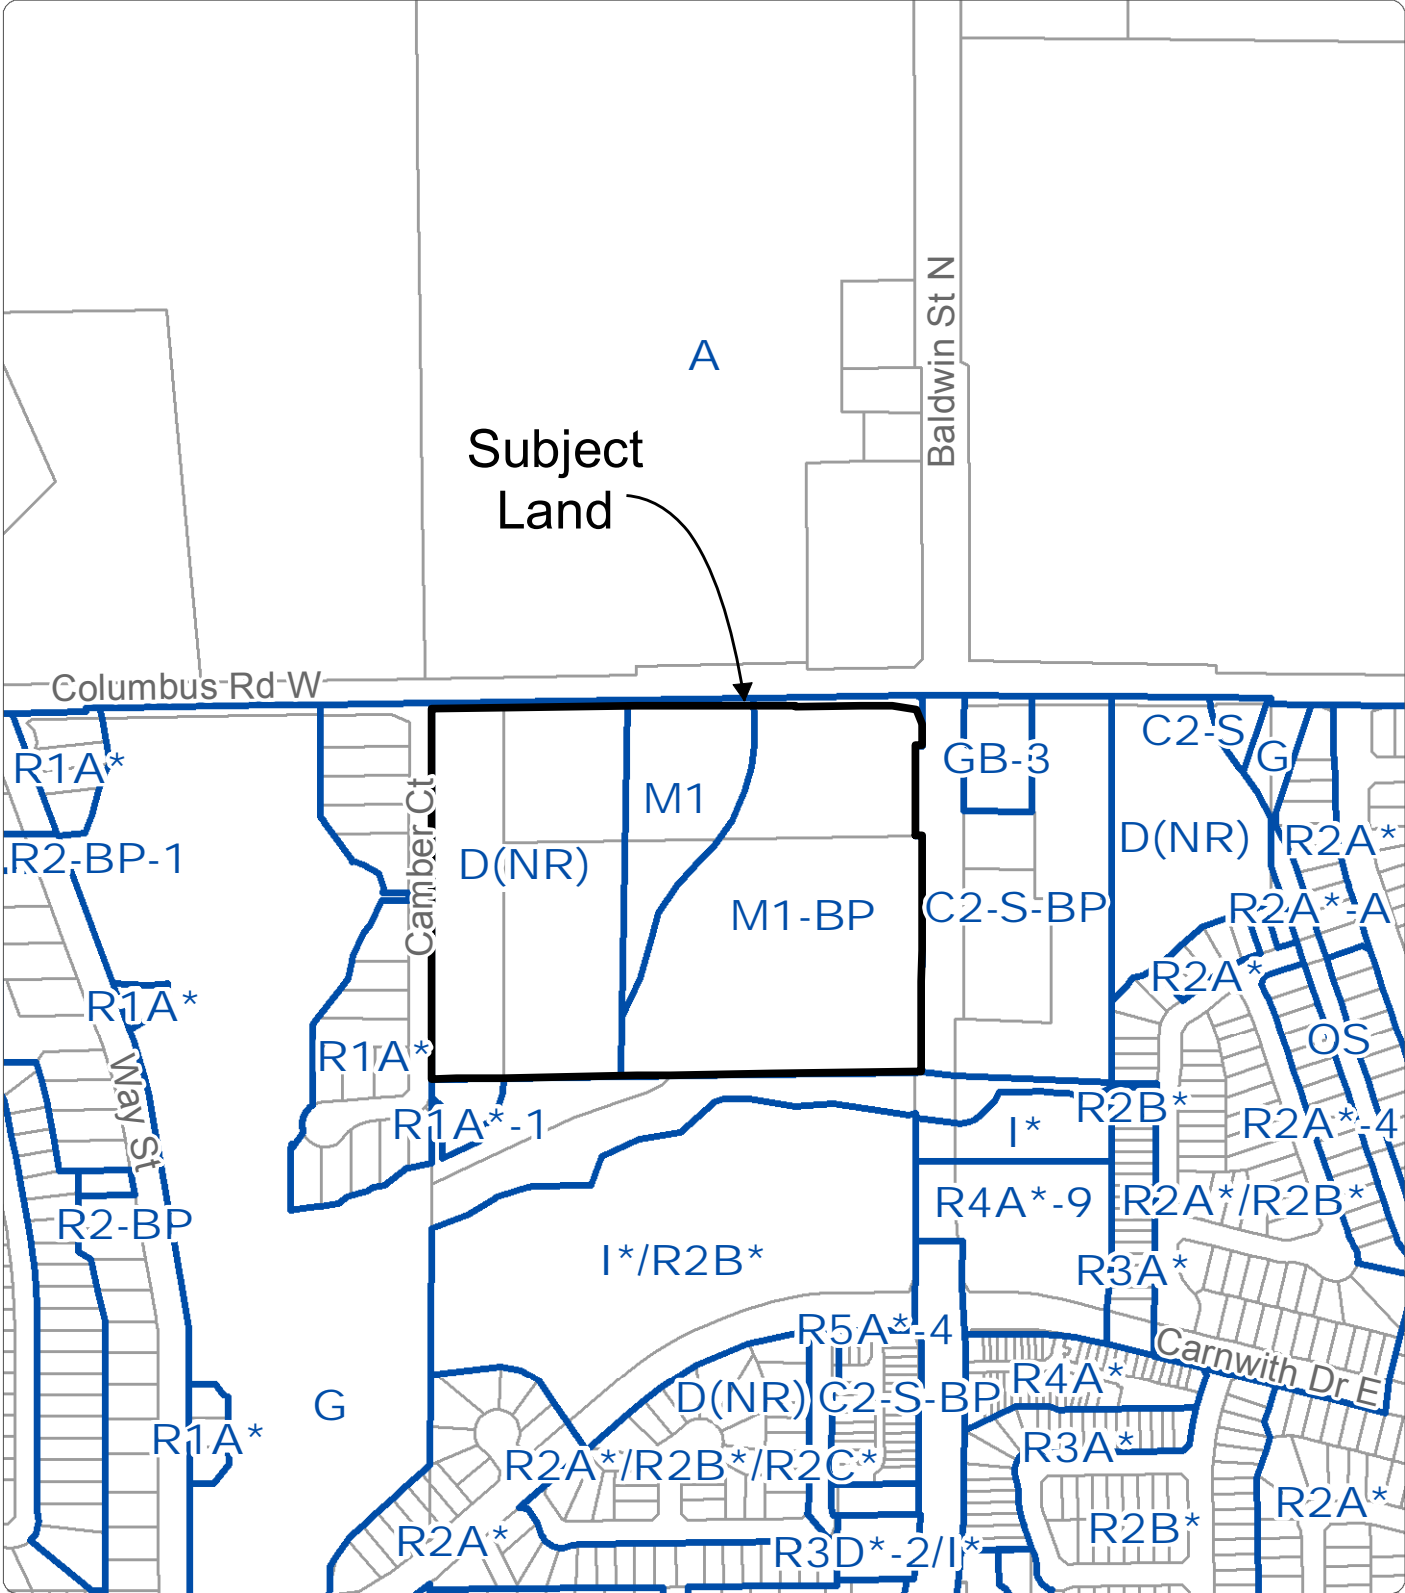 A
Baldwin St N
Subject
Land
Columbus Rd W
R1A*
R2-BP-1
Camber Ct
D(NR)
M1
M1-BP
GB-3
C2-S
G
D(NR)
R2A*
C2-S-BP
R2A*-A
R2A*
R1A*
R1A*
OS
Way St
R1A*-1
I*
R2B*
R2A*-4
R2-BP
R4A*-9
R2A*/R2B*
I*/R2B*
R3A*
R5A*-4
Carnwith Dr E
G
D(NR)
C2-S-BP
R4A*
R1A*
R3A*
R2A*/R2B*/R2C*
R2A*
R2A*
R2B*
R3D*-2/I*